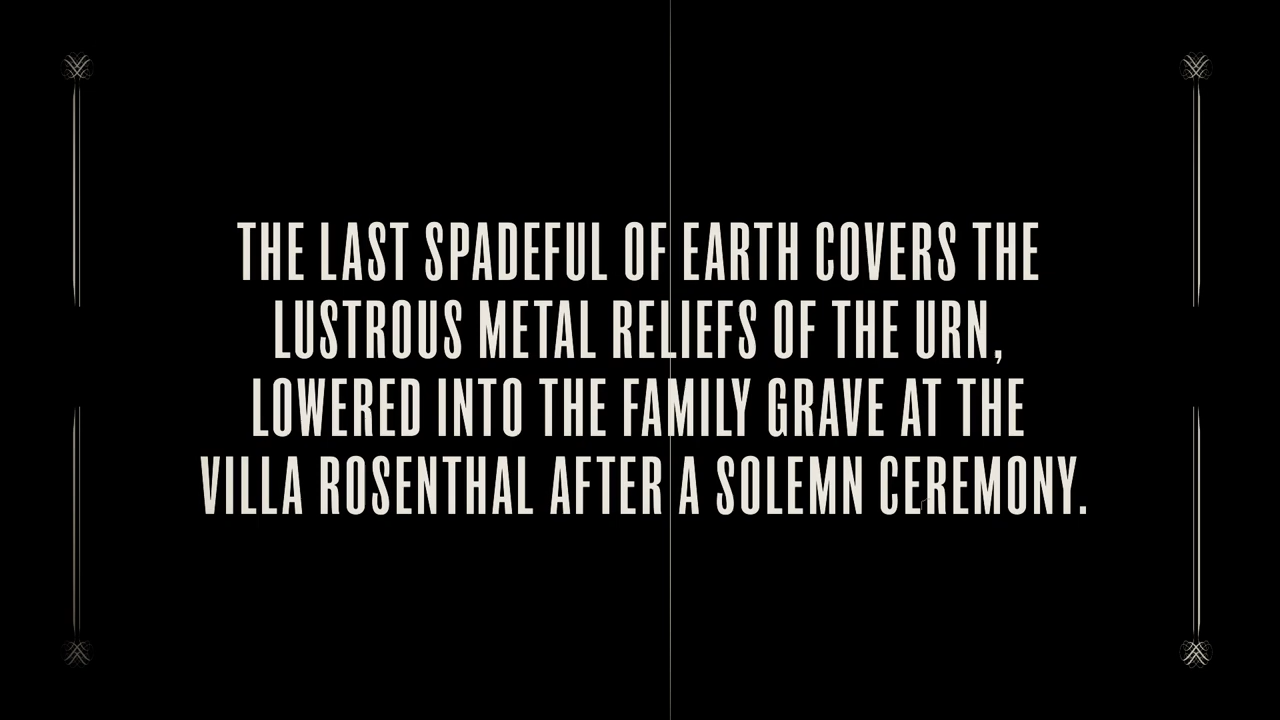 THE LAST SPADEFUL OF EARTH COVERS THE
LUSTROUS METAL RELIEFS OF THE URN,
LOWERED INTO THE FAMILY GRAVE AT THE
VILLA ROSENTHAL AFTER A SOLEMN CEREMONY.